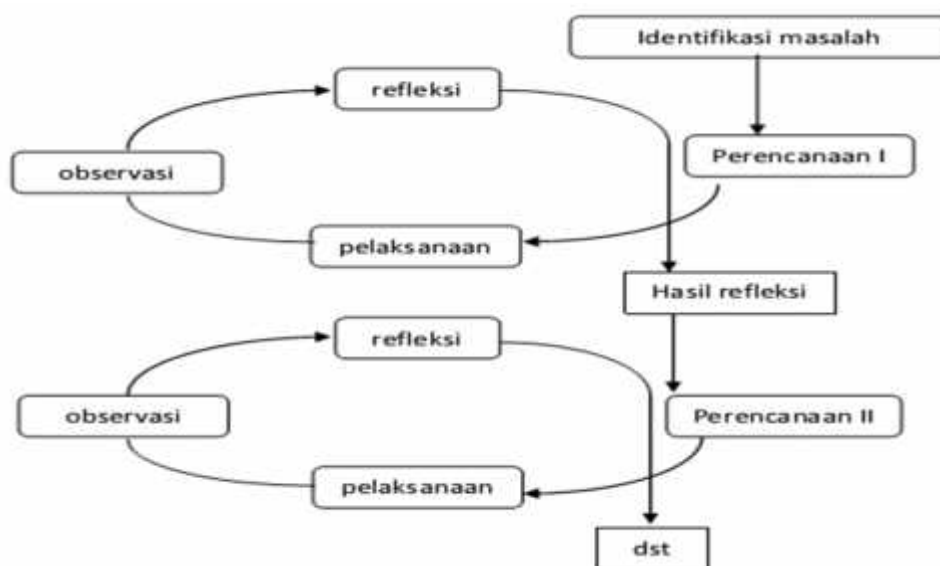 Identifikasi masalah
refleksi
Perencanaan I
observasi
pelaksanaan
Hasil refleksi
refleksi
Perencanaan II
observasi
pelaksanaan
dst